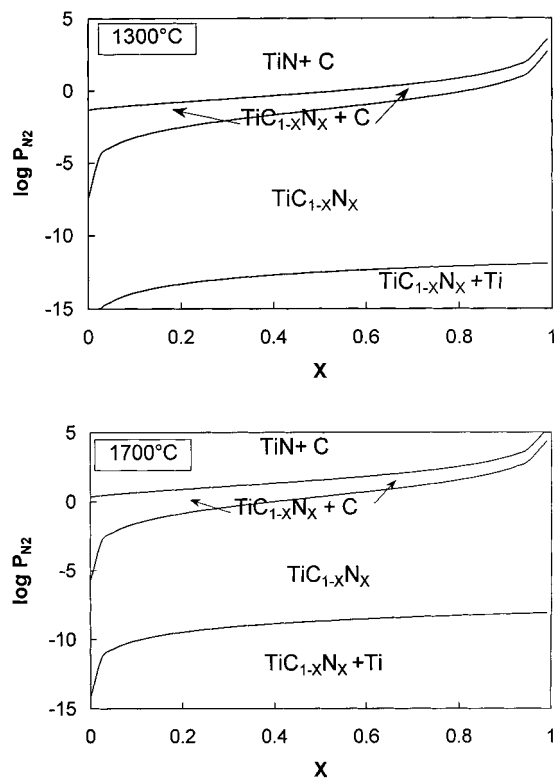 5
1300°C
TiN+ C
0
TiC1-XNX + C
log PN2
-5
TiC1-XNX
-10
TiC1-XNX +Ti
-15
0 0.2 0.4 0.6 0.8 1
X
5
1700°C
TiN+ C
0
TiC1-XNX + C
log PN2
-5
TiC1-XNX
-10
TiC1-XNX +Ti
-15
0 0.2 0.4 0.6 0.8 1
X